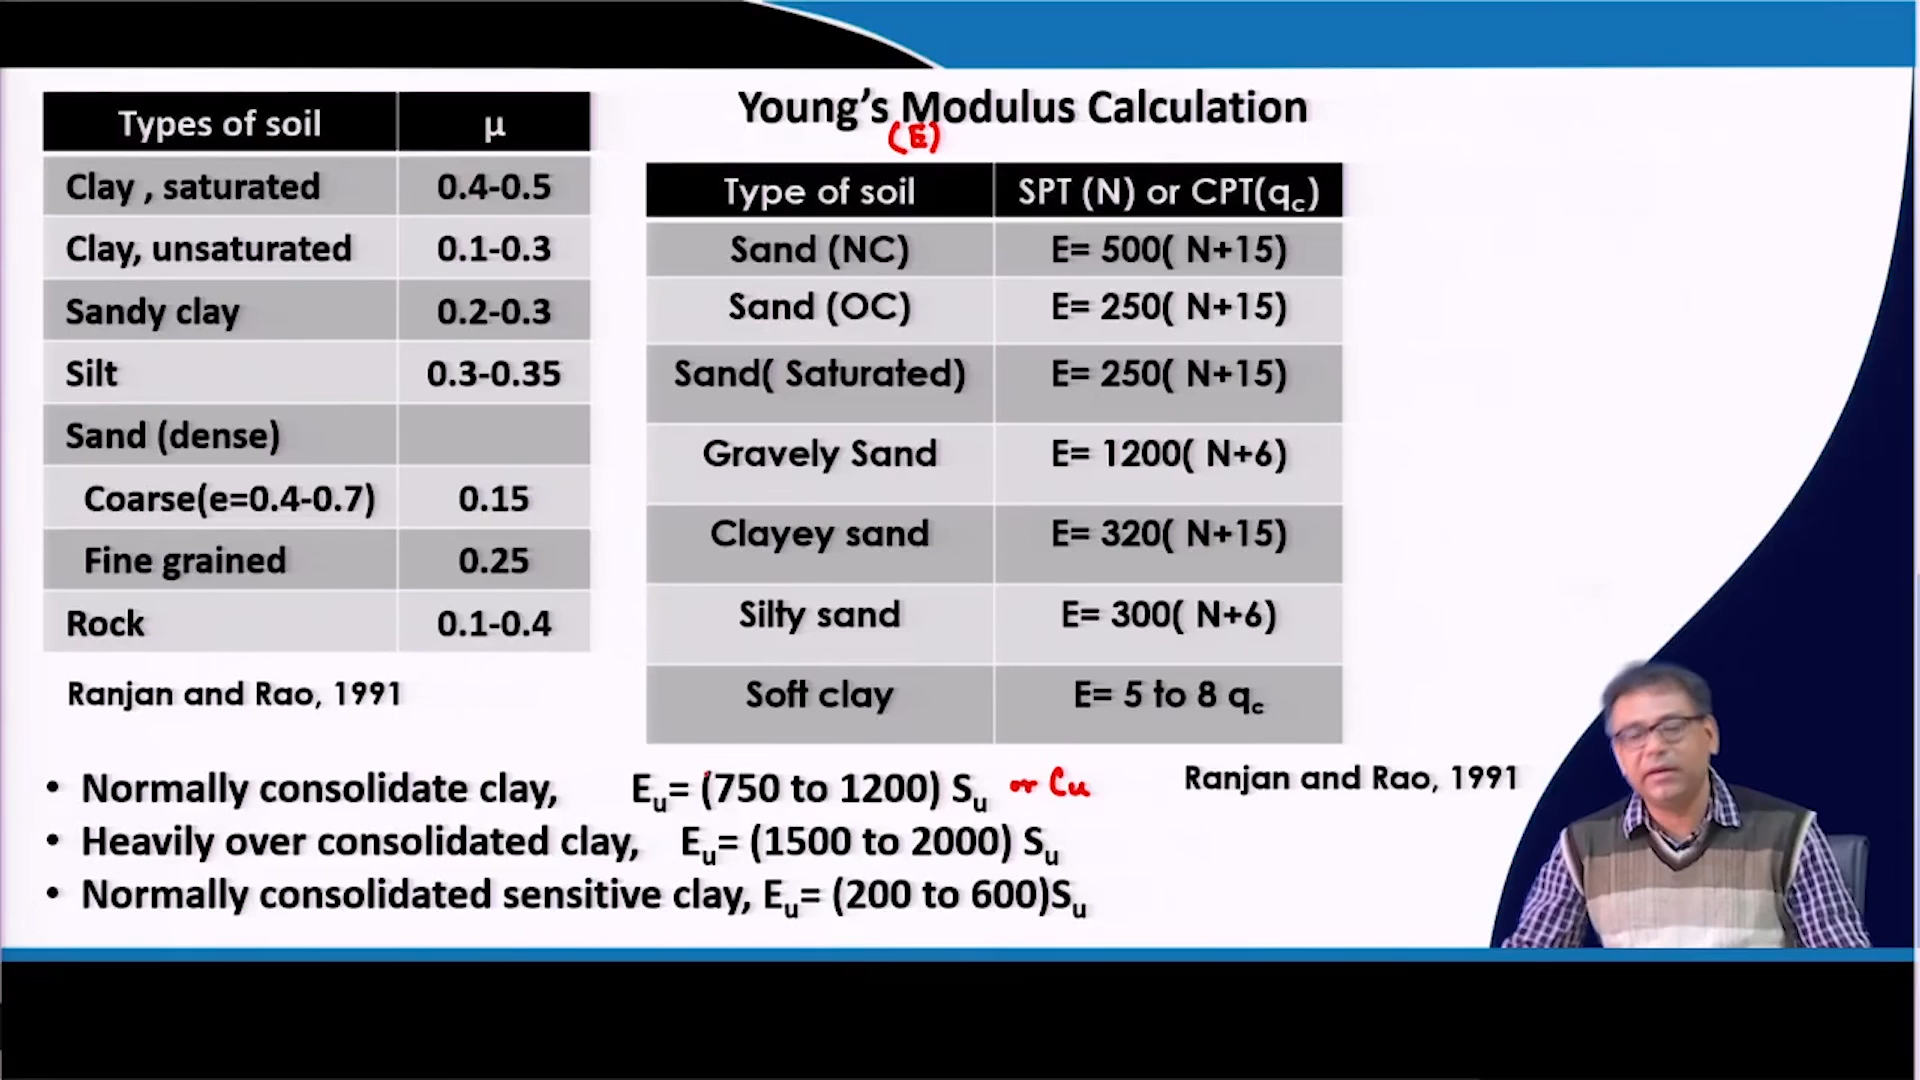 Types of soil μ
Clay , saturated 0.4-0.5
Clay, unsaturated 0.1-0.3
Sandy clay 0.2-0.3
Silt 0.3-0.35
Sand (dense)
Coarse(e=0.4-0.7) 0.15
Fine grained 0.25
Rock 0.1-0.4
Ranjan and Rao, 1991
Young's Modulus Calculation
(E)
Type of soil SPT (N) or CPT(qc)
Sand (NC) E= 500( N+15)
Sand (OC) E= 250( N+15)
Sand( Saturated) E= 250( N+15)
Gravely Sand E= 1200( N+6)
Clayey sand E= 320( N+15)
Silty sand E= 300( N+6)
Soft clay E= 5 to 8 qc
Ranjan and Rao, 1991
• Normally consolidate clay, Eu= (750 to 1200) Su or Cu
• Heavily over consolidated clay, Eu= (1500 to 2000) Su
• Normally consolidated sensitive clay, Eu= (200 to 600)Su